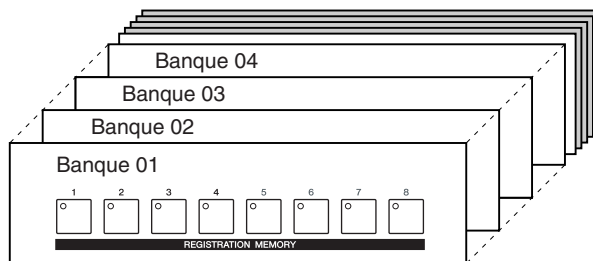 Banque 04
Banque 03
Banque 02
Banque 01
1 2 3 4 5 6 7 8
REGISTRATION MEMORY